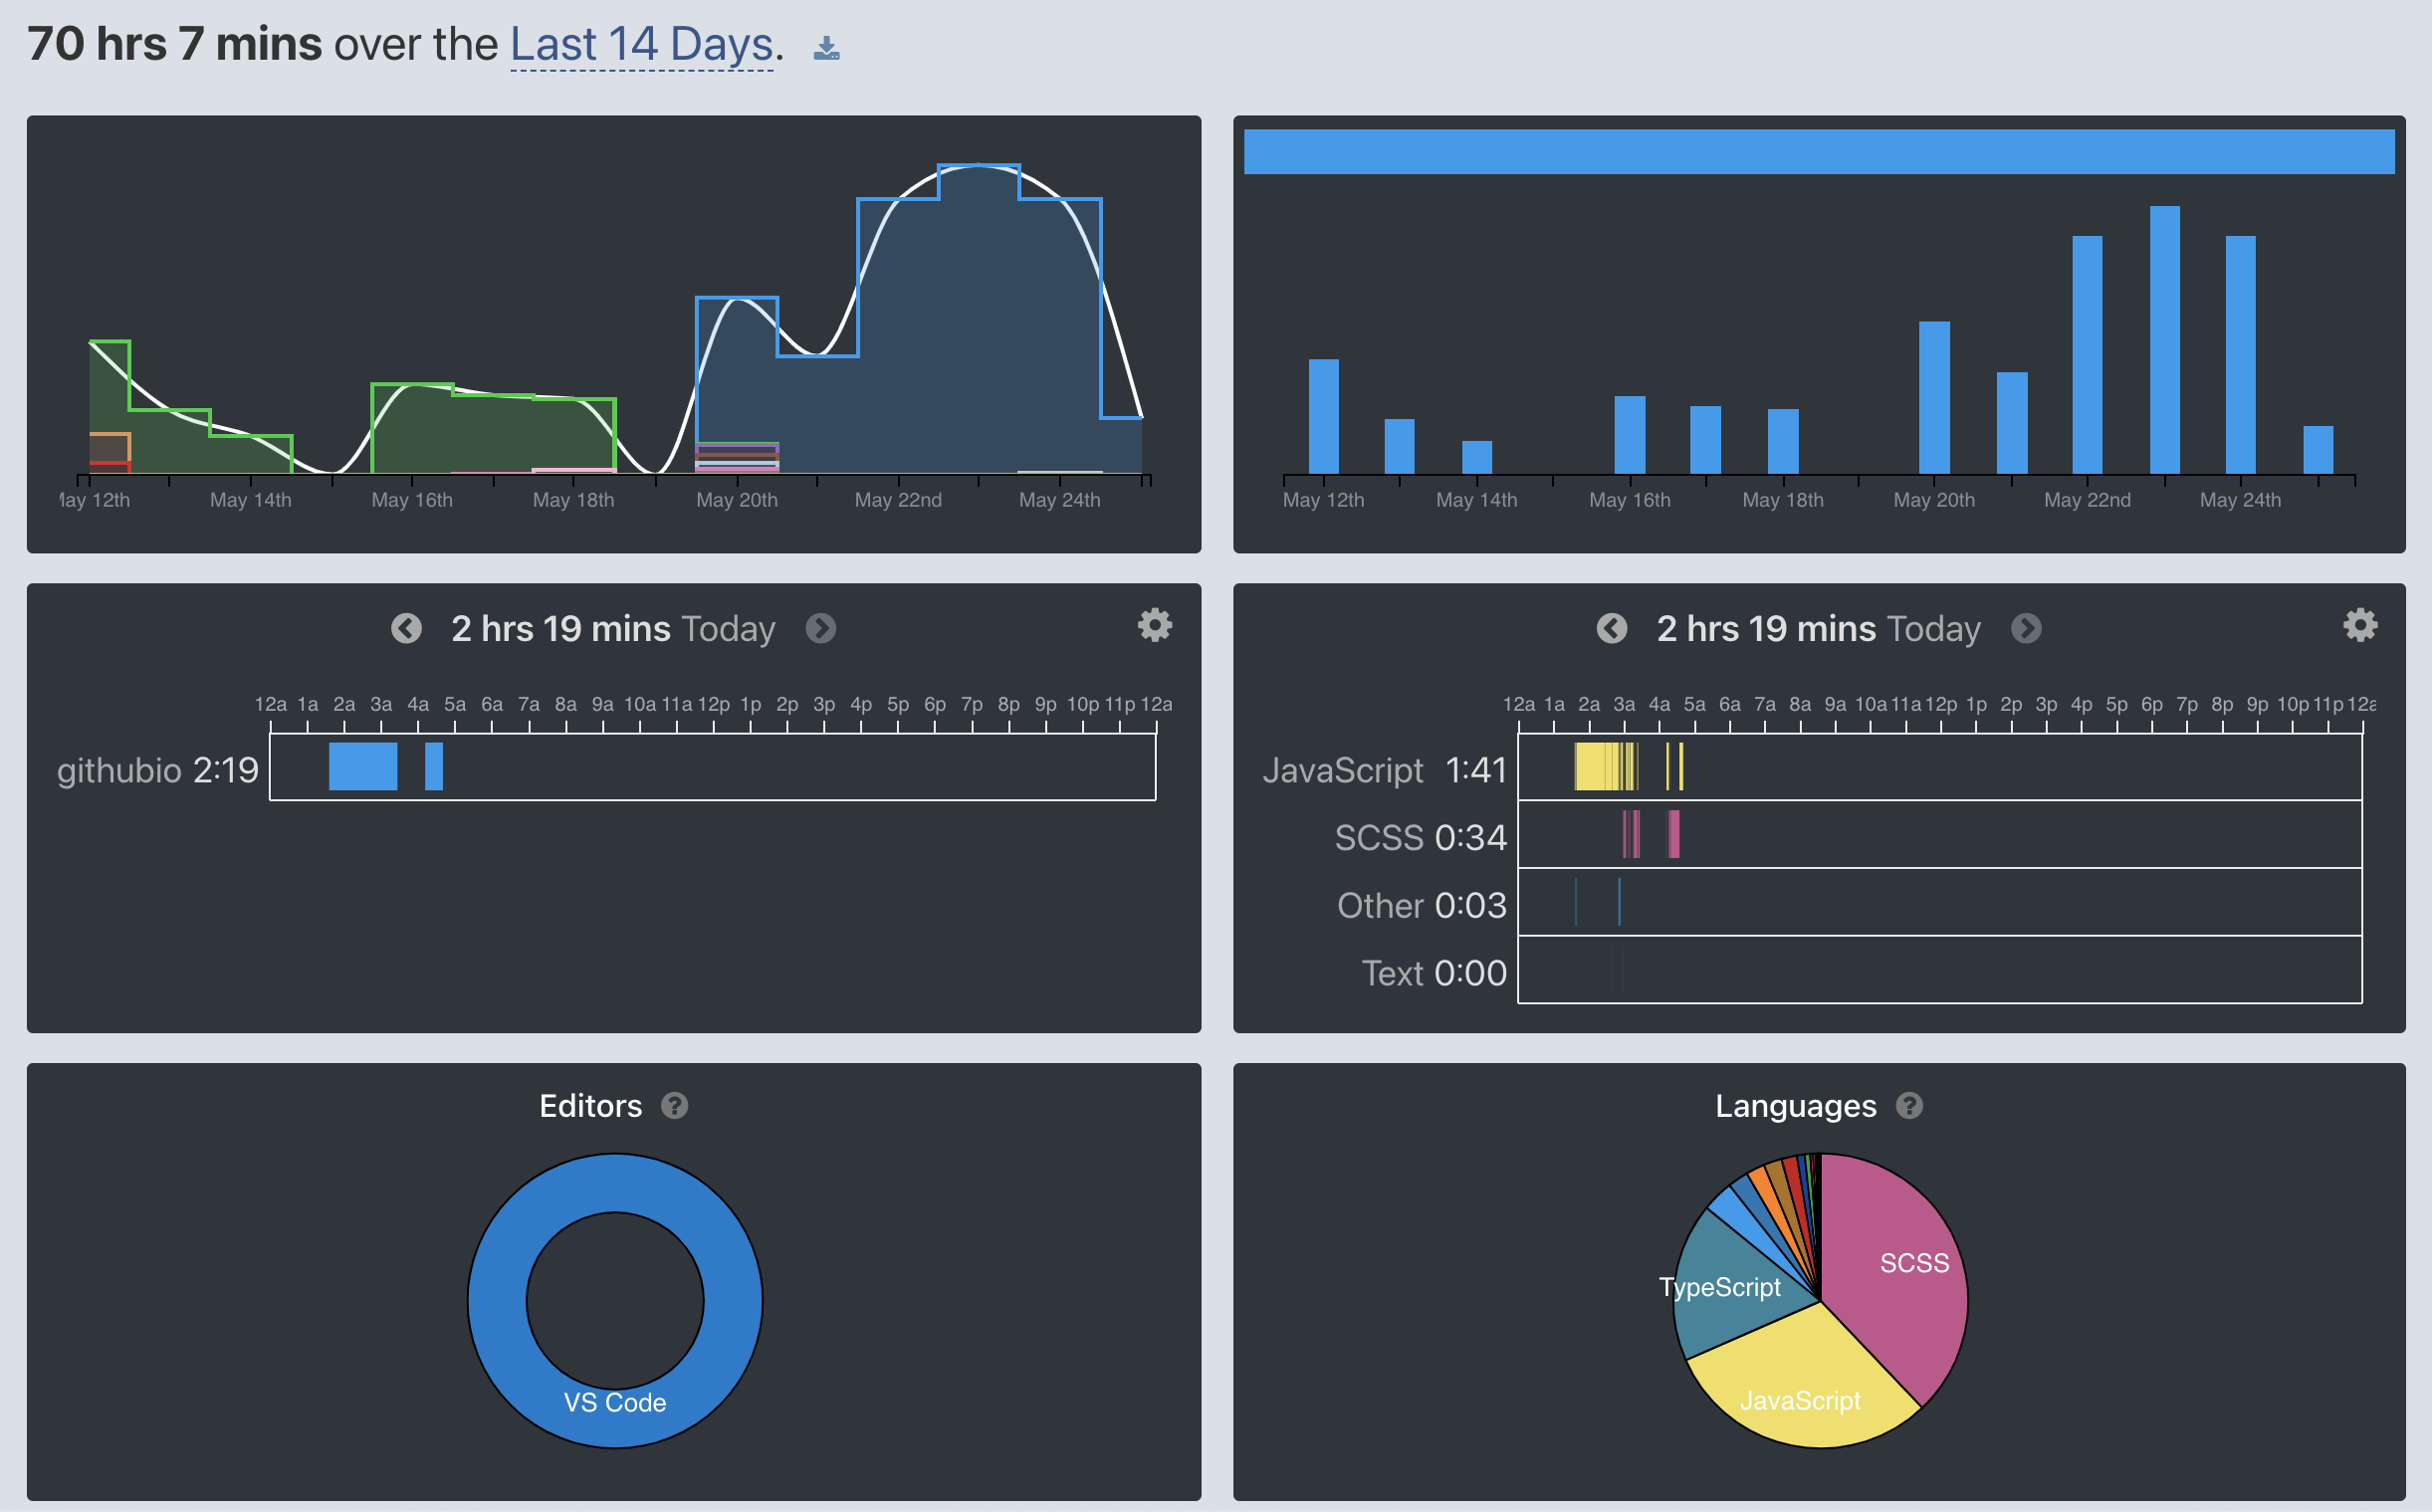 70 hrs 7 mins over the Last 14 Days.
May 12th May 14th May 16th May 18th May 20th May 22nd May 24th
May 12th May 14th May 16th May 18th May 20th May 22nd May 24th
2 hrs 19 mins Today
12a 1a 2a 3a 4a 5a 6a 7a 8a 9a 10a 11a 12p 1p 2p 3p 4p 5p 6p 7p 8p 9p 10p 11p 12a
githubio 2:19
2 hrs 19 mins Today
12a 1a 2a 3a 4a 5a 6a 7a 8a 9a 10a 11a 12p 1p 2p 3p 4p 5p 6p 7p 8p 9p 10p 11p 12a
JavaScript 1:41
SCSS 0:34
Other 0:03
Text 0:00
Editors ?
VS Code
Languages ?
SCSS
TypeScript
JavaScript